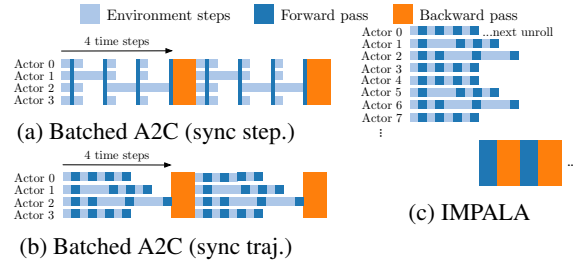 Environment steps Forward pass Backward pass
4 time steps
Actor 0
Actor 1
Actor 2
Actor 3
(a) Batched A2C (sync step.)
4 time steps
Actor 0
Actor 1
Actor 2
Actor 3
(b) Batched A2C (sync traj.)
Actor 0 ...next unroll
Actor 1
Actor 2
Actor 3
Actor 4
Actor 5
Actor 6
Actor 7
⋮
...
(c) IMPALA